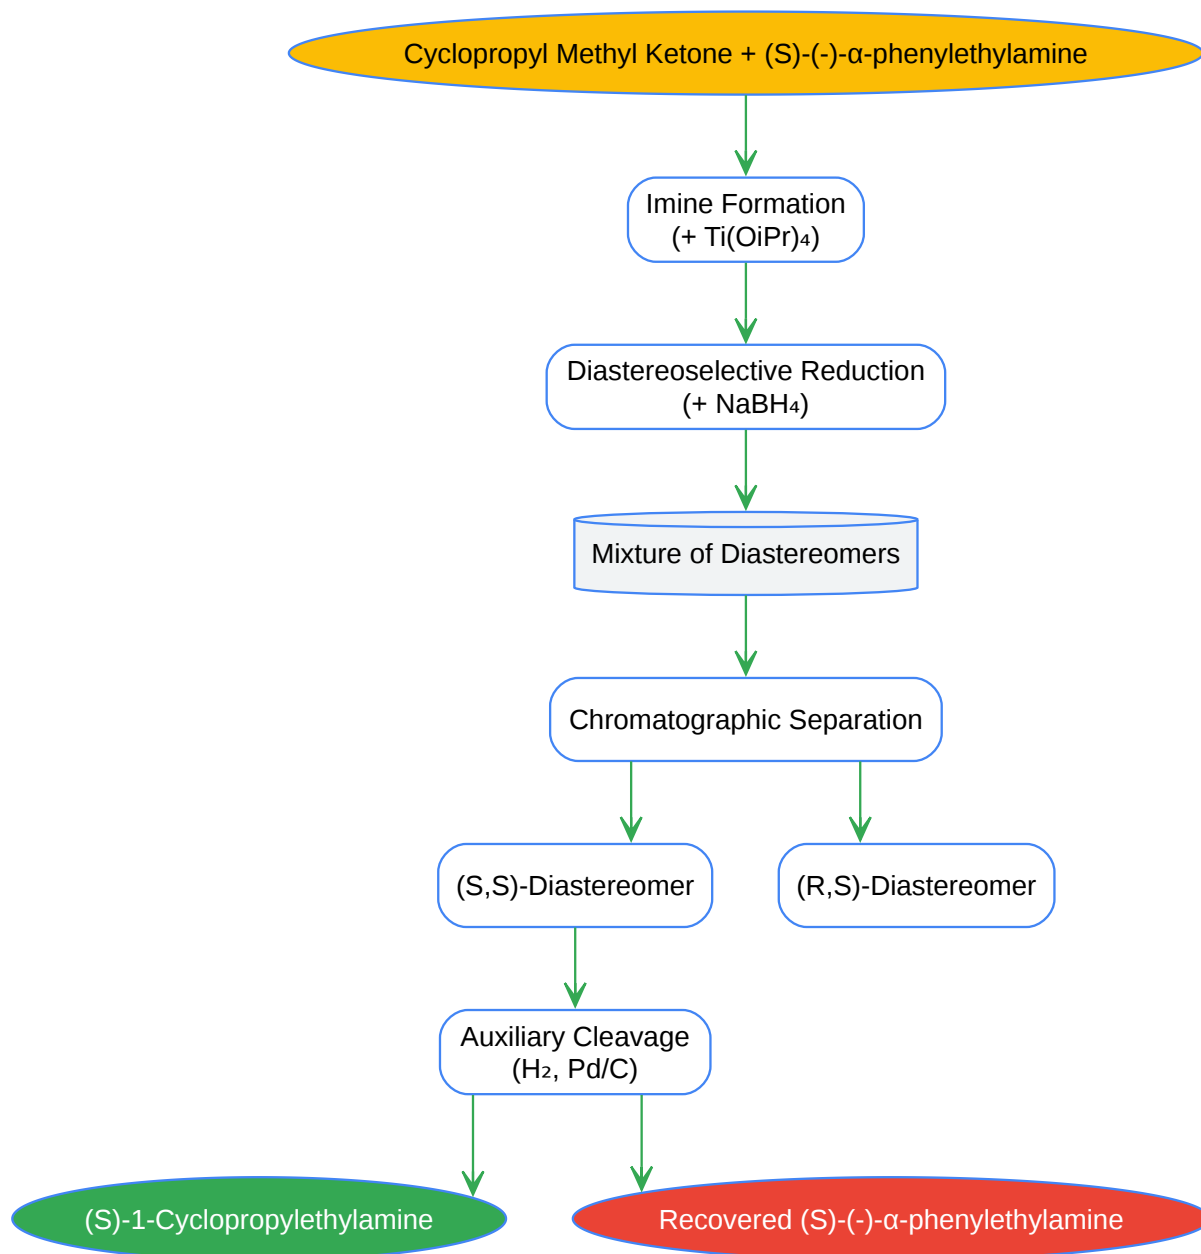 Cyclopropyl Methyl Ketone + (S)-(-)-α-phenylethylamine
Imine Formation
(+ Ti(OiPr)₄)
Diastereoselective Reduction
(+ NaBH₄)
Mixture of Diastereomers
Chromatographic Separation
(S,S)-Diastereomer
(R,S)-Diastereomer
Auxiliary Cleavage
(H₂, Pd/C)
(S)-1-Cyclopropylethylamine
Recovered (S)-(-)-α-phenylethylamine